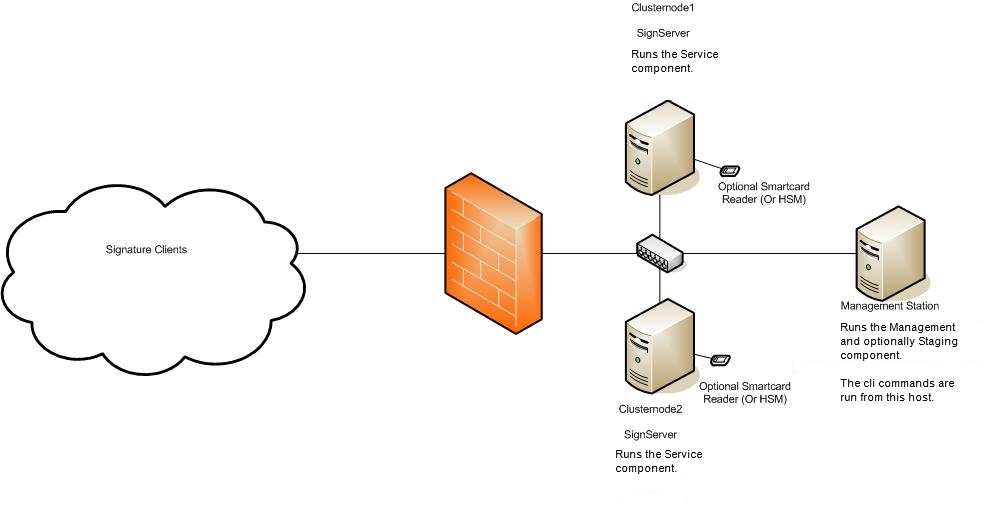 Clusternode1
SignServer
Runs the Service
component.
Optional Smartcard
Reader (Or HSM)
Signature Clients
Management Station
Runs the Management
and optionally Staging
component.
The cli commands are
run from this host.
Optional Smartcard
Reader (Or HSM)
Clusternode2
SignServer
Runs the Service
component.